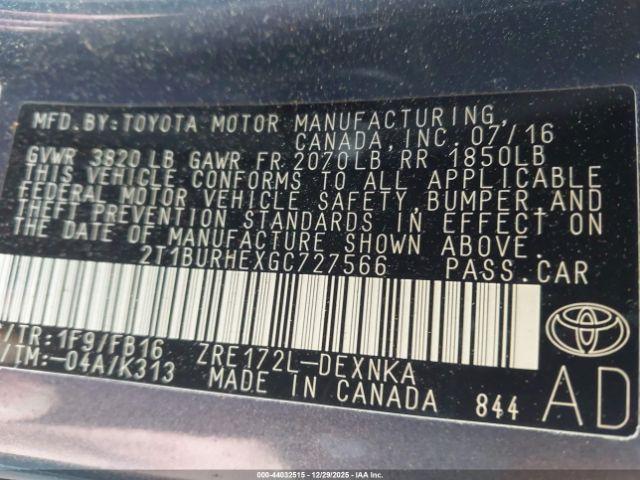 MFD.BY:TOYOTA MOTOR MANUFACTURING,
CANADA, INC. 07/16
GVWR 3820 LB GAWR FR 2070LB RR 1850LB
THIS VEHICLE CONFORMS TO ALL APPLICABLE
FEDERAL MOTOR VEHICLE SAFETY, BUMPER, AND
THEFT PREVENTION STANDARDS IN EFFECT ON
THE DATE OF MANUFACTURE SHOWN ABOVE.
2T1BURHEXGC727566 PASS.CAR
/TR:1F9/FB16 ZRE172L-DEXNKA
/TM:-04A/K313 MADE IN CANADA 844 AD
000-44032515 - 12/29/2025 - IAA Inc.